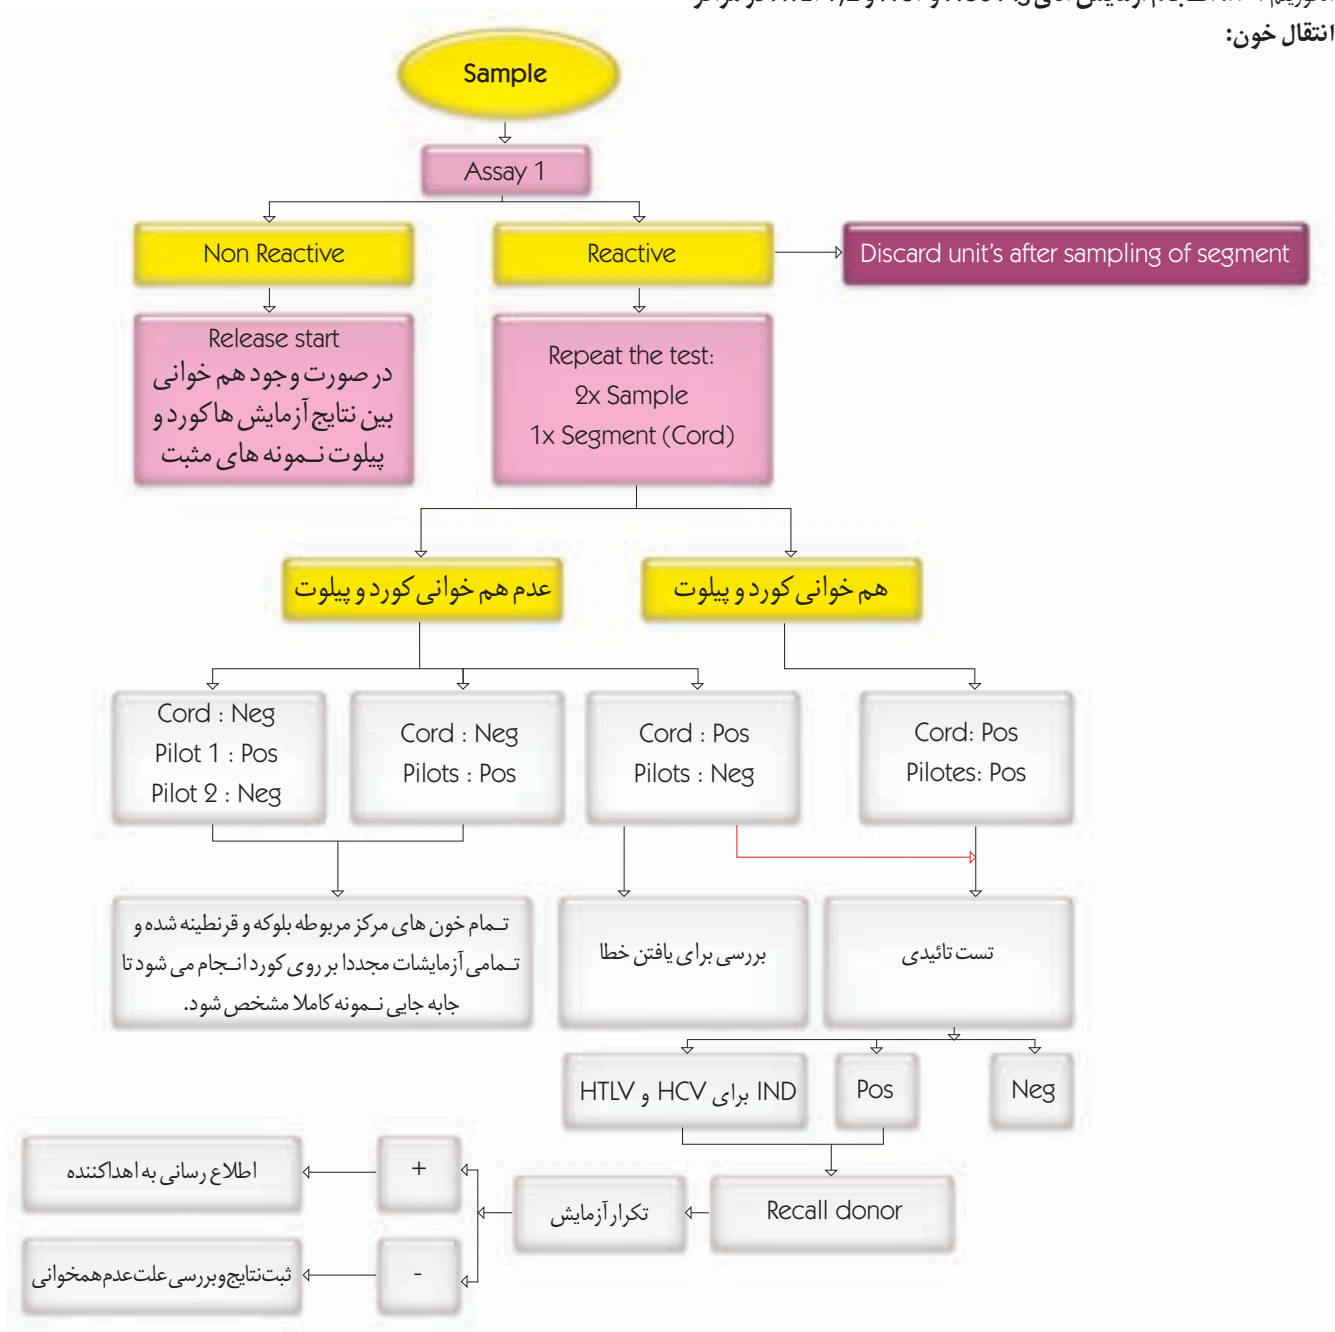 انتقال خون:
Sample
Assay 1
Non Reactive
Reactive
Discard unit's after sampling of segment
Release start
در صورت وجود هم خوانی
بین نتایج آزمایش ها کورد و
پیلوت نـمونه های مثبت
Repeat the test:
2x Sample
1x Segment (Cord)
عدم هم خوانی کورد و پیلوت
هم خوانی کورد و پیلوت
Cord : Neg
Pilot 1 : Pos
Pilot 2 : Neg
Cord : Neg
Pilots : Pos
Cord : Pos
Pilots : Neg
Cord: Pos
Pilotes: Pos
تـمام خون های مرکز مربوطه بلوکه و قرنطینه شده و
تـمامی آزمایشات مجددا بر روی کورد انـجام می شود تا
جابه جایی نـمونه کاملا مشخص شود.
بررسی برای یافتن خطا
تست تائیدی
IND برای HCV و HTLV
Pos
Neg
اطلاع رسانی به اهداکننده
+
تکرار آزمایش
Recall donor
ثبت نتایج و بررسی علت عدم همخوانی
-